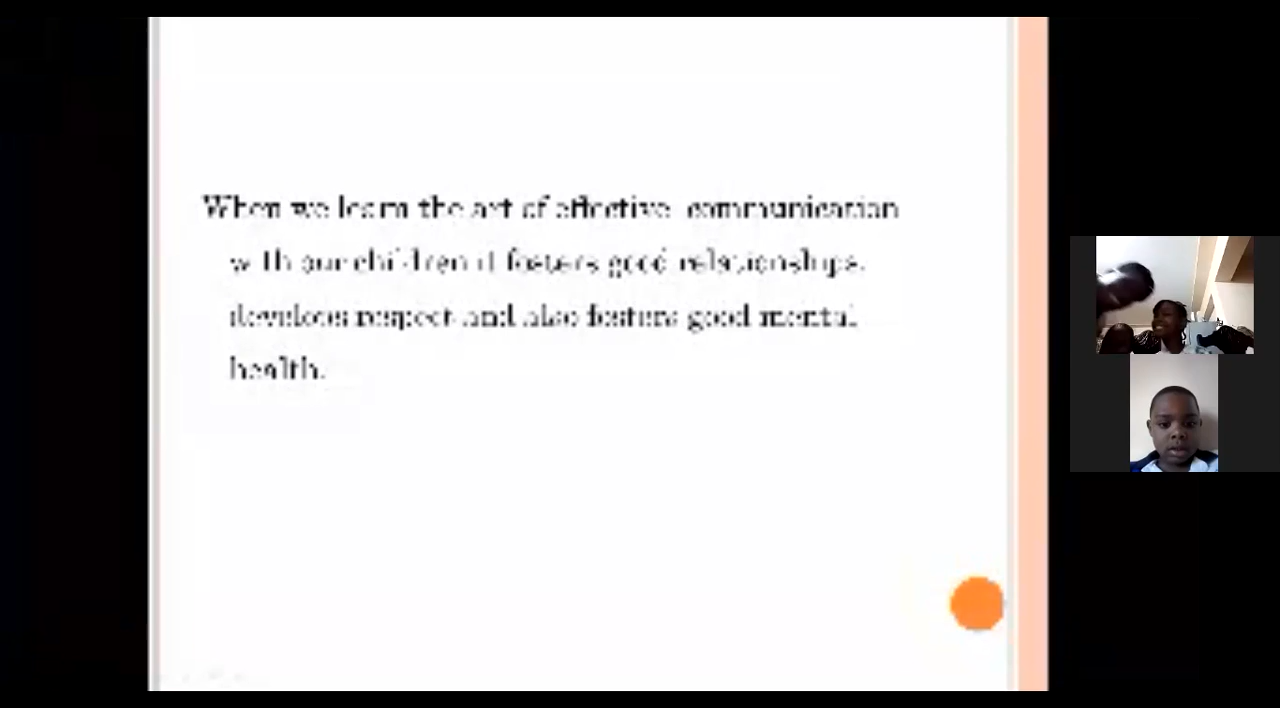 When we learn the art of effective communication
with our children it fosters good relationships,
develops respect and also fosters good mental
health.